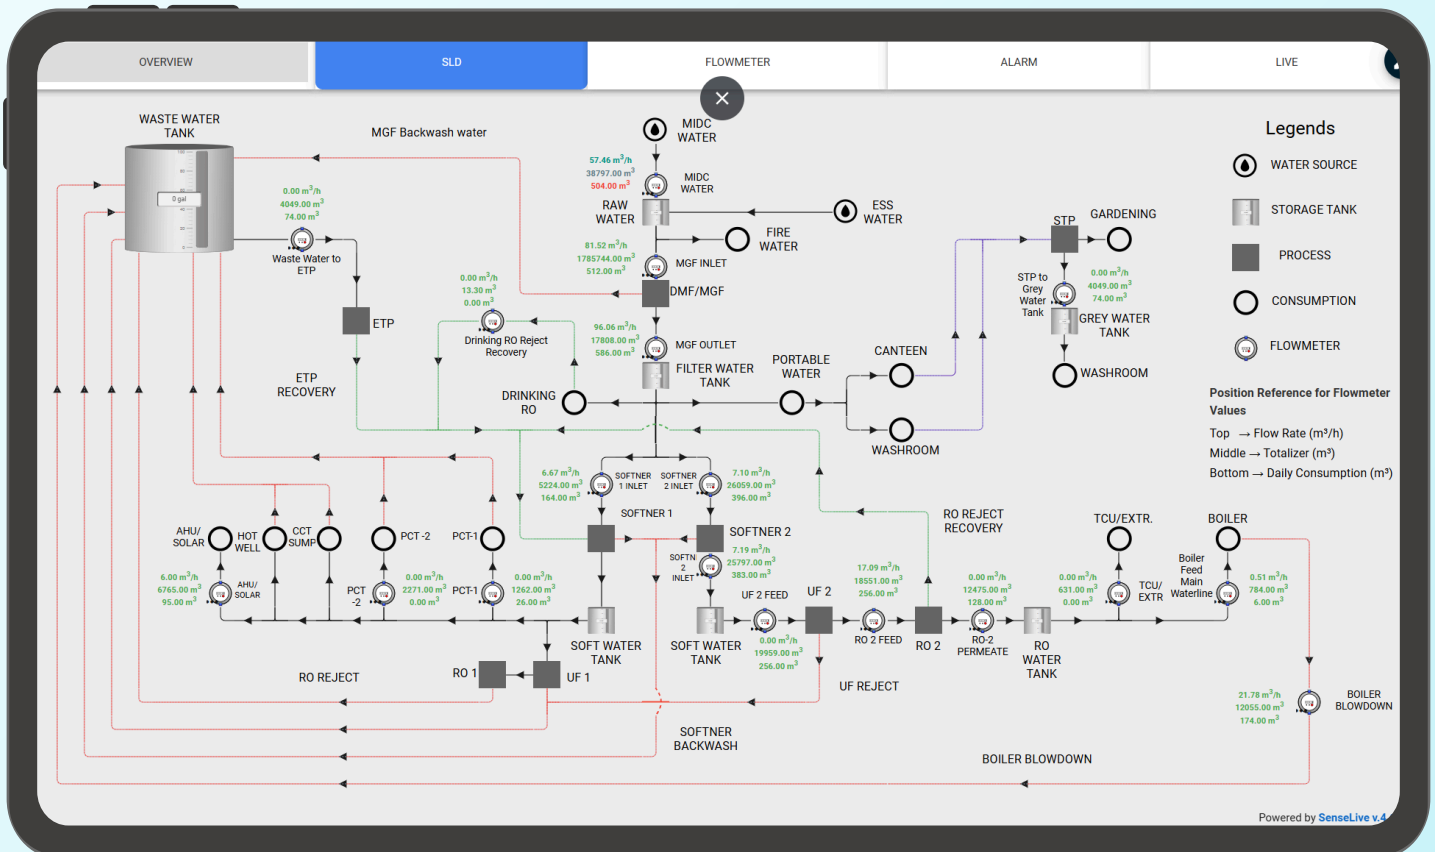 OVERVIEW
SLD
FLOWMETER
ALARM
LIVE
WASTE WATER
TANK
0 gal
MGF Backwash water
MIDC
WATER
57.46 m³/h
38797.00 m³
504.00 m³
MIDC
WATER
RAW
WATER
ESS
WATER
FIRE
WATER
81.52 m³/h
1785744.00 m³
512.00 m³
MGF INLET
DMF/MGF
96.06 m³/h
17808.00 m³
586.00 m³
MGF OUTLET
FILTER WATER
TANK
0.00 m³/h
4049.00 m³
74.00 m³
Waste Water to
ETP
ETP
ETP
RECOVERY
0.00 m³/h
13.30 m³
0.00 m³
Drinking RO Reject
Recovery
DRINKING
RO
PORTABLE
WATER
CANTEEN
WASHROOM
STP
GARDENING
STP to
Grey
Water
Tank
0.00 m³/h
4049.00 m³
74.00 m³
GREY WATER
TANK
WASHROOM
Legends
WATER SOURCE
STORAGE TANK
PROCESS
CONSUMPTION
FLOWMETER
Position Reference for Flowmeter
Values
Top → Flow Rate (m³/h)
Middle → Totalizer (m³)
Bottom → Daily Consumption (m³)
6.67 m³/h
5224.00 m³
164.00 m³
SOFTNER
1 INLET
SOFTNER
2 INLET
7.10 m³/h
26059.00 m³
396.00 m³
SOFTNER 1
SOFTNER 2
SOFTN
2
INLET
7.19 m³/h
25797.00 m³
383.00 m³
RO REJECT
RECOVERY
AHU/
SOLAR
HOT
WELL
CCT
SUMP
PCT -2
PCT-1
6.00 m³/h
6765.00 m³
95.00 m³
AHU/
SOLAR
PCT
-2
0.00 m³/h
2271.00 m³
0.00 m³
PCT-1
0.00 m³/h
1262.00 m³
26.00 m³
SOFT WATER
TANK
SOFT WATER
TANK
UF 2 FEED
0.00 m³/h
19959.00 m³
256.00 m³
UF 2
17.09 m³/h
18551.00 m³
256.00 m³
RO 2 FEED
RO 2
0.00 m³/h
12475.00 m³
128.00 m³
RO-2
PERMEATE
RO
WATER
TANK
TCU/EXTR.
0.00 m³/h
631.00 m³
0.00 m³
TCU/
EXTR
BOILER
Boiler
Feed
Main
Waterline
0.51 m³/h
784.00 m³
6.00 m³
RO REJECT
RO 1
UF 1
UF REJECT
21.78 m³/h
12055.00 m³
174.00 m³
BOILER
BLOWDOWN
SOFTNER
BACKWASH
BOILER BLOWDOWN
Powered by SenseLive v.4